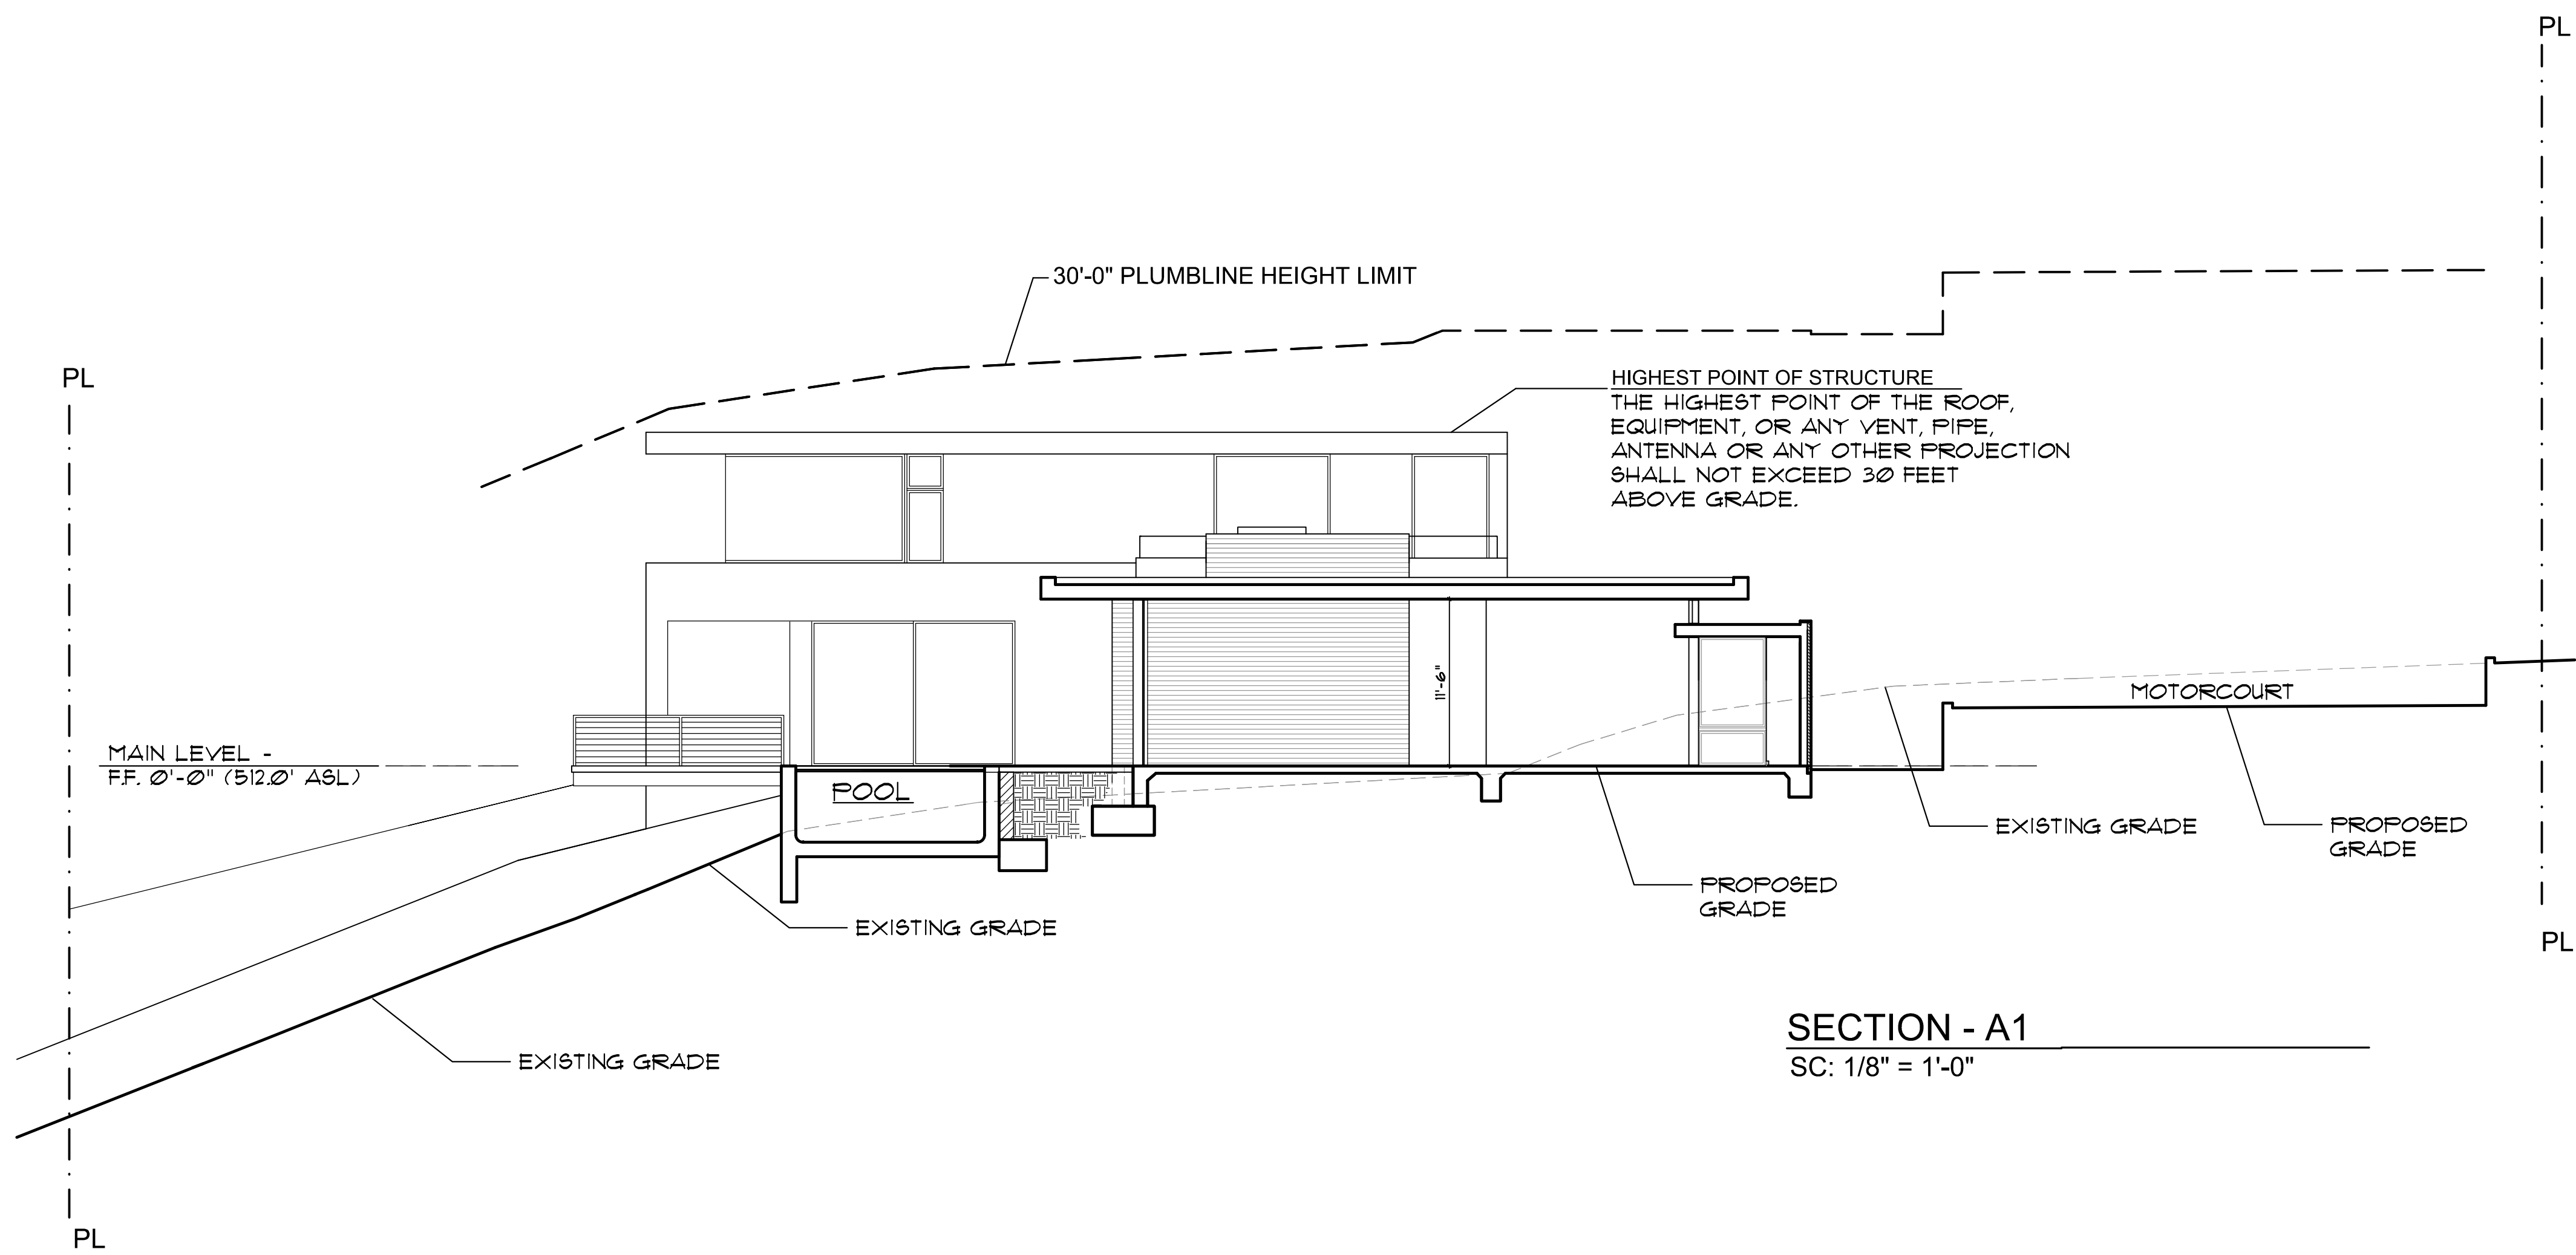 PL
30'-0" PLUMBLINE HEIGHT LIMIT
PL
HIGHEST POINT OF STRUCTURE
THE HIGHEST POINT OF THE ROOF,
EQUIPMENT, OR ANY VENT, PIPE,
ANTENNA OR ANY OTHER PROJECTION
SHALL NOT EXCEED 30 FEET
ABOVE GRADE.
11'-6"
MOTORCOURT
MAIN LEVEL -
F.F. 0'-0" (512.0' ASL)
POOL
EXISTING GRADE
PROPOSED
GRADE
PROPOSED
GRADE
EXISTING GRADE
PL
EXISTING GRADE
SECTION - A1
SC: 1/8" = 1'-0"
PL